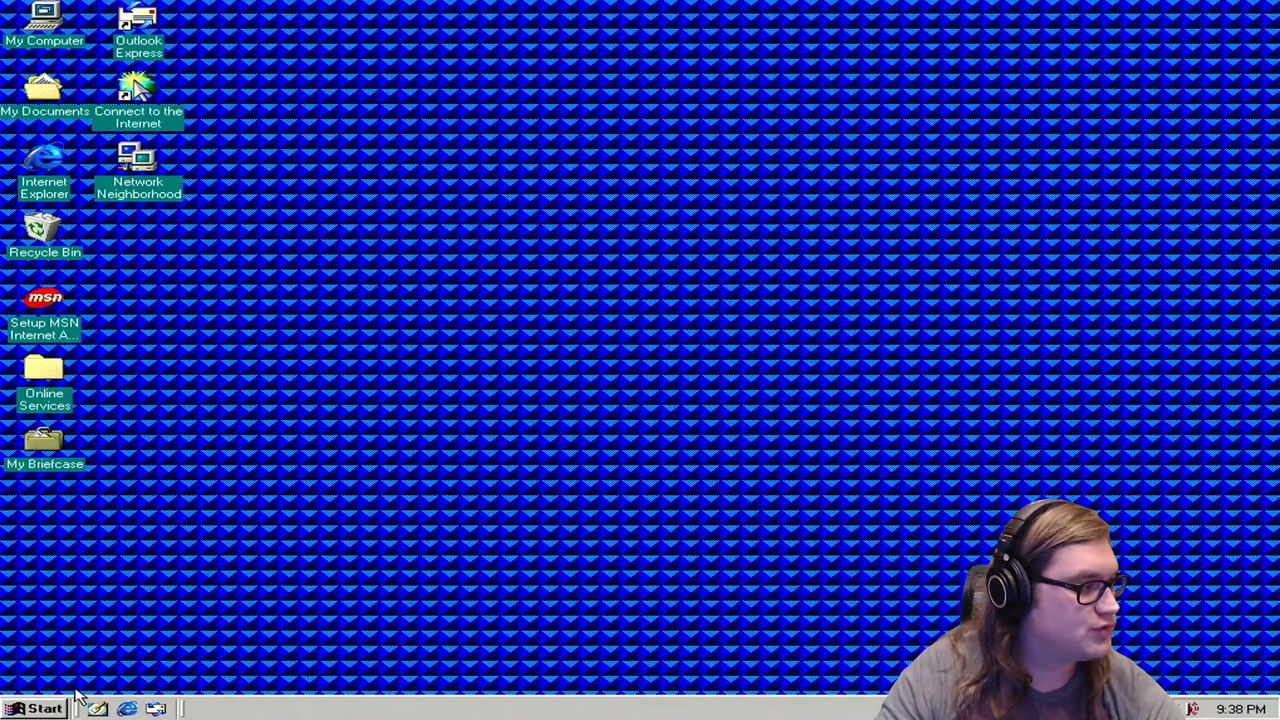 My Computer
Outlook
Express
My Documents
Connect to the
Internet
Internet
Explorer
Network
Neighborhood
Recycle Bin
msn
Setup MSN
Internet A...
Online
Services
My Briefcase
Start
9:38 PM